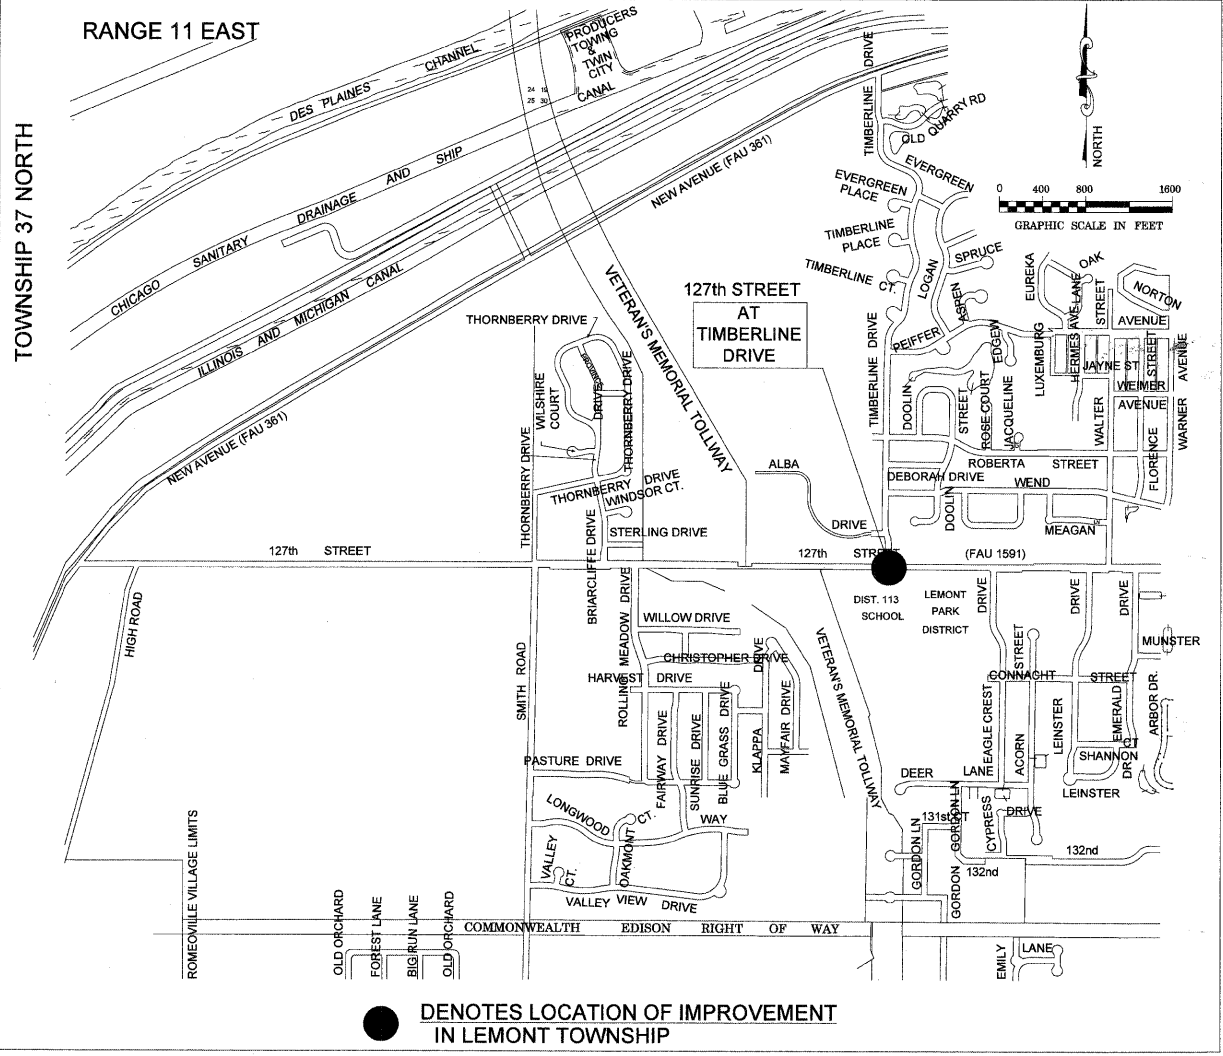 RANGE 11 EAST
TOWNSHIP 37 NORTH
PRODUCERS
TOWING
&
TWIN
CITY
CANAL
DES PLAINES CHANNEL
24 19
25 30
CHICAGO SANITARY DRAINAGE AND SHIP
ILLINOIS AND MICHIGAN CANAL
NEW AVENUE (FAU 361)
NEW AVENUE (FAU 361)
TIMBERLINE DRIVE
OLD QUARRY RD
EVERGREEN
EVERGREEN
PLACE
TIMBERLINE
PLACE
TIMBERLINE CT.
LOGAN
SPRUCE
ASPEN
PEIFFER
EDGEW
TIMBERLINE DRIVE
NORTH
0 400 800 1600
GRAPHIC SCALE IN FEET
EUREKA
OAK
HERMES AVE LANE
STREET
NORTON
AVENUE
LUXEMBURG
JAYNE ST
STREET
AVENUE
WEIMER
AVENUE
WALTER
FLORENCE
WARNER
127th STREET
AT
TIMBERLINE
DRIVE
VETERAN'S MEMORIAL TOLLWAY
THORNBERRY DRIVE
WILSHIRE
COURT
DRIVE
THORNBERRY DRIVE
THORNBERRY DRIVE
THORNBERRY DRIVE
WINDSOR CT.
STERLING DRIVE
BRIARCLIFFE DRIVE
ALBA
DRIVE
DOOLIN
STREET
ROSE COURT
JACQUELINE
ROBERTA STREET
DEBORAH DRIVE
WEND
DOOLIN
MEAGAN
LN
127th STREET
127th STREET
(FAU 1591)
DIST. 113
SCHOOL
LEMONT
PARK
DISTRICT
HIGH ROAD
SMITH ROAD
ROLLING MEADOW DRIVE
WILLOW DRIVE
CHRISTOPHER DRIVE
HARVEST DRIVE
DRIVE
KLAPPA
MAYFAIR DRIVE
FAIRWAY DRIVE
SUNRISE DRIVE
BLUE GRASS DRIVE
PASTURE DRIVE
LONGWOOD
CT.
WAY
VALLEY
CT.
OAKMONT
VALLEY VIEW DRIVE
VETERAN'S MEMORIAL TOLLWAY
DRIVE
EAGLE CREST
STREET
ACORN
DRIVE
LEINSTER
DRIVE
EMERALD
MUNSTER
CONNACHT STREET
ARBOR DR.
CT
SHANNON
DR.
LEINSTER
DEER LANE
GORDON LN
131st CT
CYPRESS
DRIVE
GORDON LN
132nd
132nd
GORDON
ROMEOVILLE VILLAGE LIMITS
OLD ORCHARD
FOREST LANE
BIG RUN LANE
OLD ORCHARD
COMMONWEALTH EDISON RIGHT OF WAY
EMILY
LANE
DENOTES LOCATION OF IMPROVEMENT
IN LEMONT TOWNSHIP